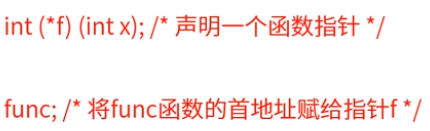 int (*f) (int x); /* 声明一个函数指针 */
func; /* 将func函数的首地址赋给指针f */